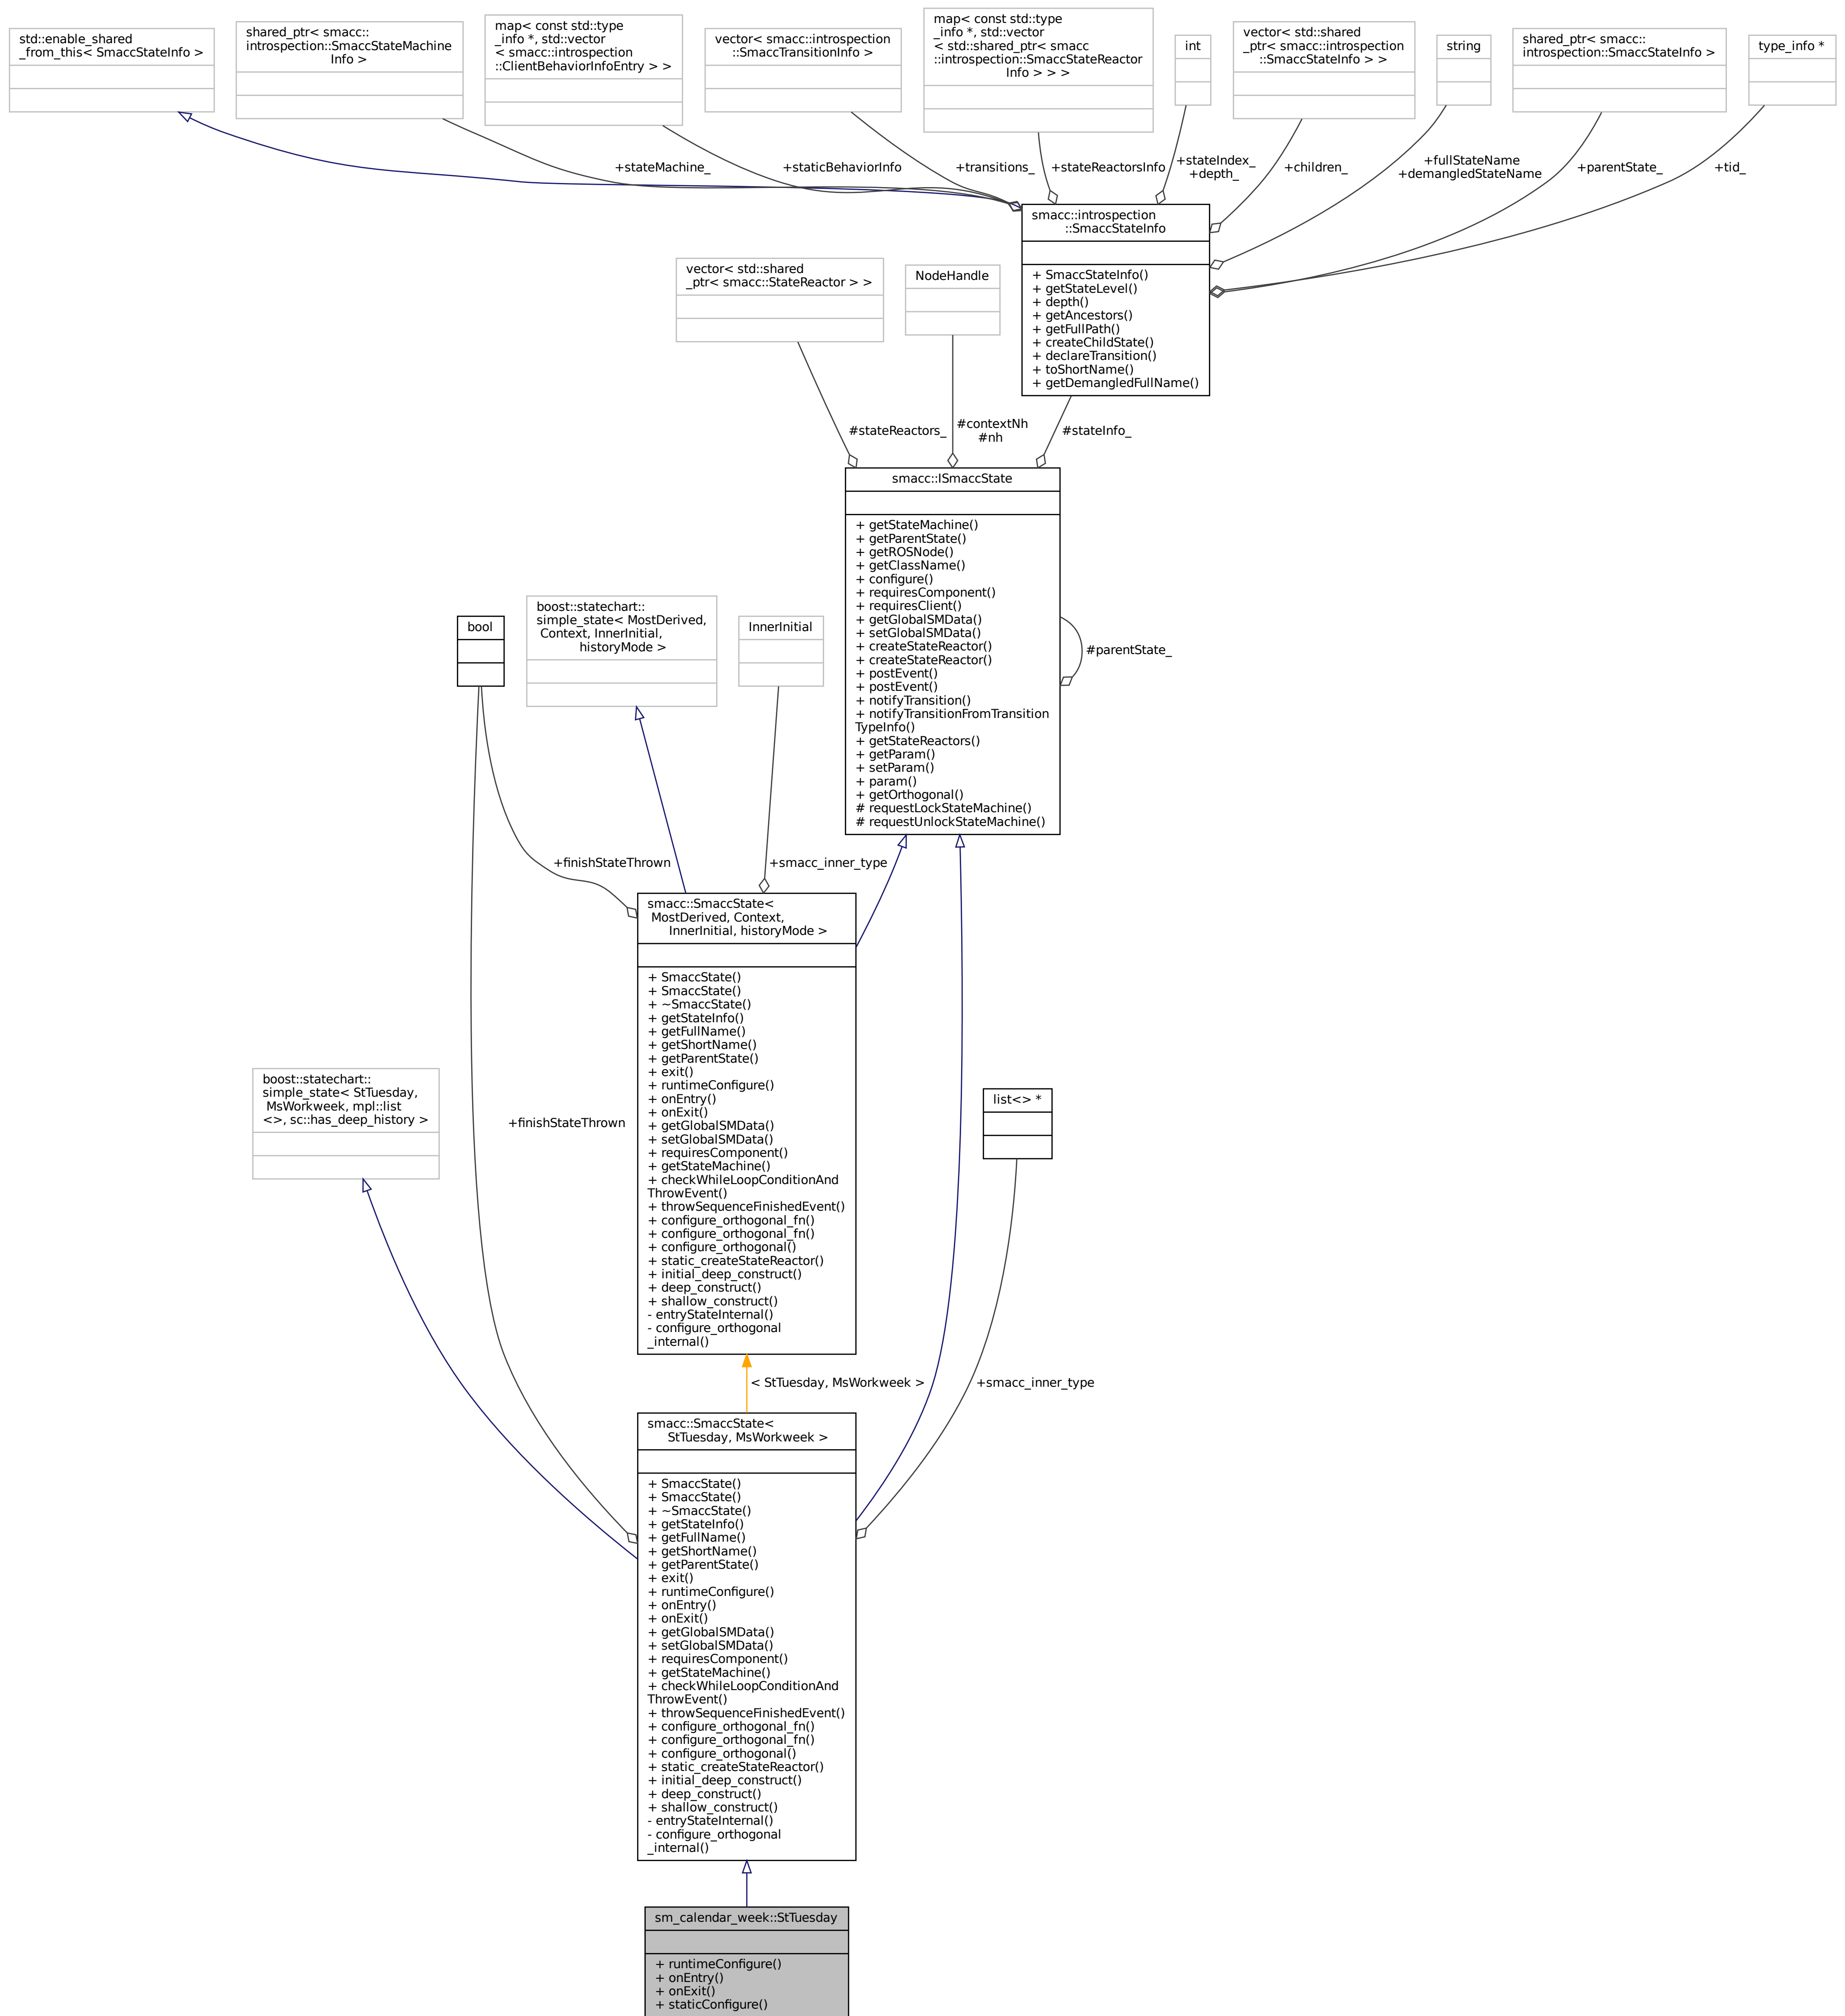 std::enable_shared
_from_this< SmaccStateInfo >
shared_ptr< smacc::
introspection::SmaccStateMachine
Info >
map< const std::type
_info *, std::vector
< smacc::introspection
::ClientBehaviorInfoEntry > >
vector< smacc::introspection
::SmaccTransitionInfo >
map< const std::type
_info *, std::vector
< std::shared_ptr< smacc
::introspection::SmaccStateReactor
Info > > >
int
vector< std::shared
_ptr< smacc::introspection
::SmaccStateInfo > >
string
shared_ptr< smacc::
introspection::SmaccStateInfo >
type_info *
+stateMachine_
+staticBehaviorInfo
+transitions_
+stateReactorsInfo
+stateIndex_
+depth_
+children_
+fullStateName
+demangledStateName
+parentState_
+tid_
smacc::introspection
::SmaccStateInfo
+ SmaccStateInfo()
+ getStateLevel()
+ depth()
+ getAncestors()
+ getFullPath()
+ createChildState()
+ declareTransition()
+ toShortName()
+ getDemangledFullName()
vector< std::shared
_ptr< smacc::StateReactor > >
NodeHandle
#stateReactors_
#contextNh
#nh
#stateInfo_
smacc::ISmaccState
+ getStateMachine()
+ getParentState()
+ getROSNode()
+ getClassName()
+ configure()
+ requiresComponent()
+ requiresClient()
+ getGlobalSMData()
+ setGlobalSMData()
+ createStateReactor()
+ createStateReactor()
+ postEvent()
+ postEvent()
+ notifyTransition()
+ notifyTransitionFromTransition
TypeInfo()
+ getStateReactors()
+ getParam()
+ setParam()
+ param()
+ getOrthogonal()
# requestLockStateMachine()
# requestUnlockStateMachine()
#parentState_
bool
boost::statechart::
simple_state< MostDerived,
Context, InnerInitial,
historyMode >
InnerInitial
+finishStateThrown
+smacc_inner_type
smacc::SmaccState<
MostDerived, Context,
InnerInitial, historyMode >
+ SmaccState()
+ SmaccState()
+ ~SmaccState()
+ getStateInfo()
+ getFullName()
+ getShortName()
+ getParentState()
+ exit()
+ runtimeConfigure()
+ onEntry()
+ onExit()
+ getGlobalSMData()
+ setGlobalSMData()
+ requiresComponent()
+ getStateMachine()
+ checkWhileLoopConditionAnd
ThrowEvent()
+ throwSequenceFinishedEvent()
+ configure_orthogonal_fn()
+ configure_orthogonal_fn()
+ configure_orthogonal()
+ static_createStateReactor()
+ initial_deep_construct()
+ deep_construct()
+ shallow_construct()
- entryStateInternal()
- configure_orthogonal
_internal()
boost::statechart::
simple_state< StTuesday,
MsWorkweek, mpl::list
<>, sc::has_deep_history >
+finishStateThrown
list<> *
< StTuesday, MsWorkweek >
+smacc_inner_type
smacc::SmaccState<
StTuesday, MsWorkweek >
+ SmaccState()
+ SmaccState()
+ ~SmaccState()
+ getStateInfo()
+ getFullName()
+ getShortName()
+ getParentState()
+ exit()
+ runtimeConfigure()
+ onEntry()
+ onExit()
+ getGlobalSMData()
+ setGlobalSMData()
+ requiresComponent()
+ getStateMachine()
+ checkWhileLoopConditionAnd
ThrowEvent()
+ throwSequenceFinishedEvent()
+ configure_orthogonal_fn()
+ configure_orthogonal_fn()
+ configure_orthogonal()
+ static_createStateReactor()
+ initial_deep_construct()
+ deep_construct()
+ shallow_construct()
- entryStateInternal()
- configure_orthogonal
_internal()
sm_calendar_week::StTuesday
+ runtimeConfigure()
+ onEntry()
+ onExit()
+ staticConfigure()